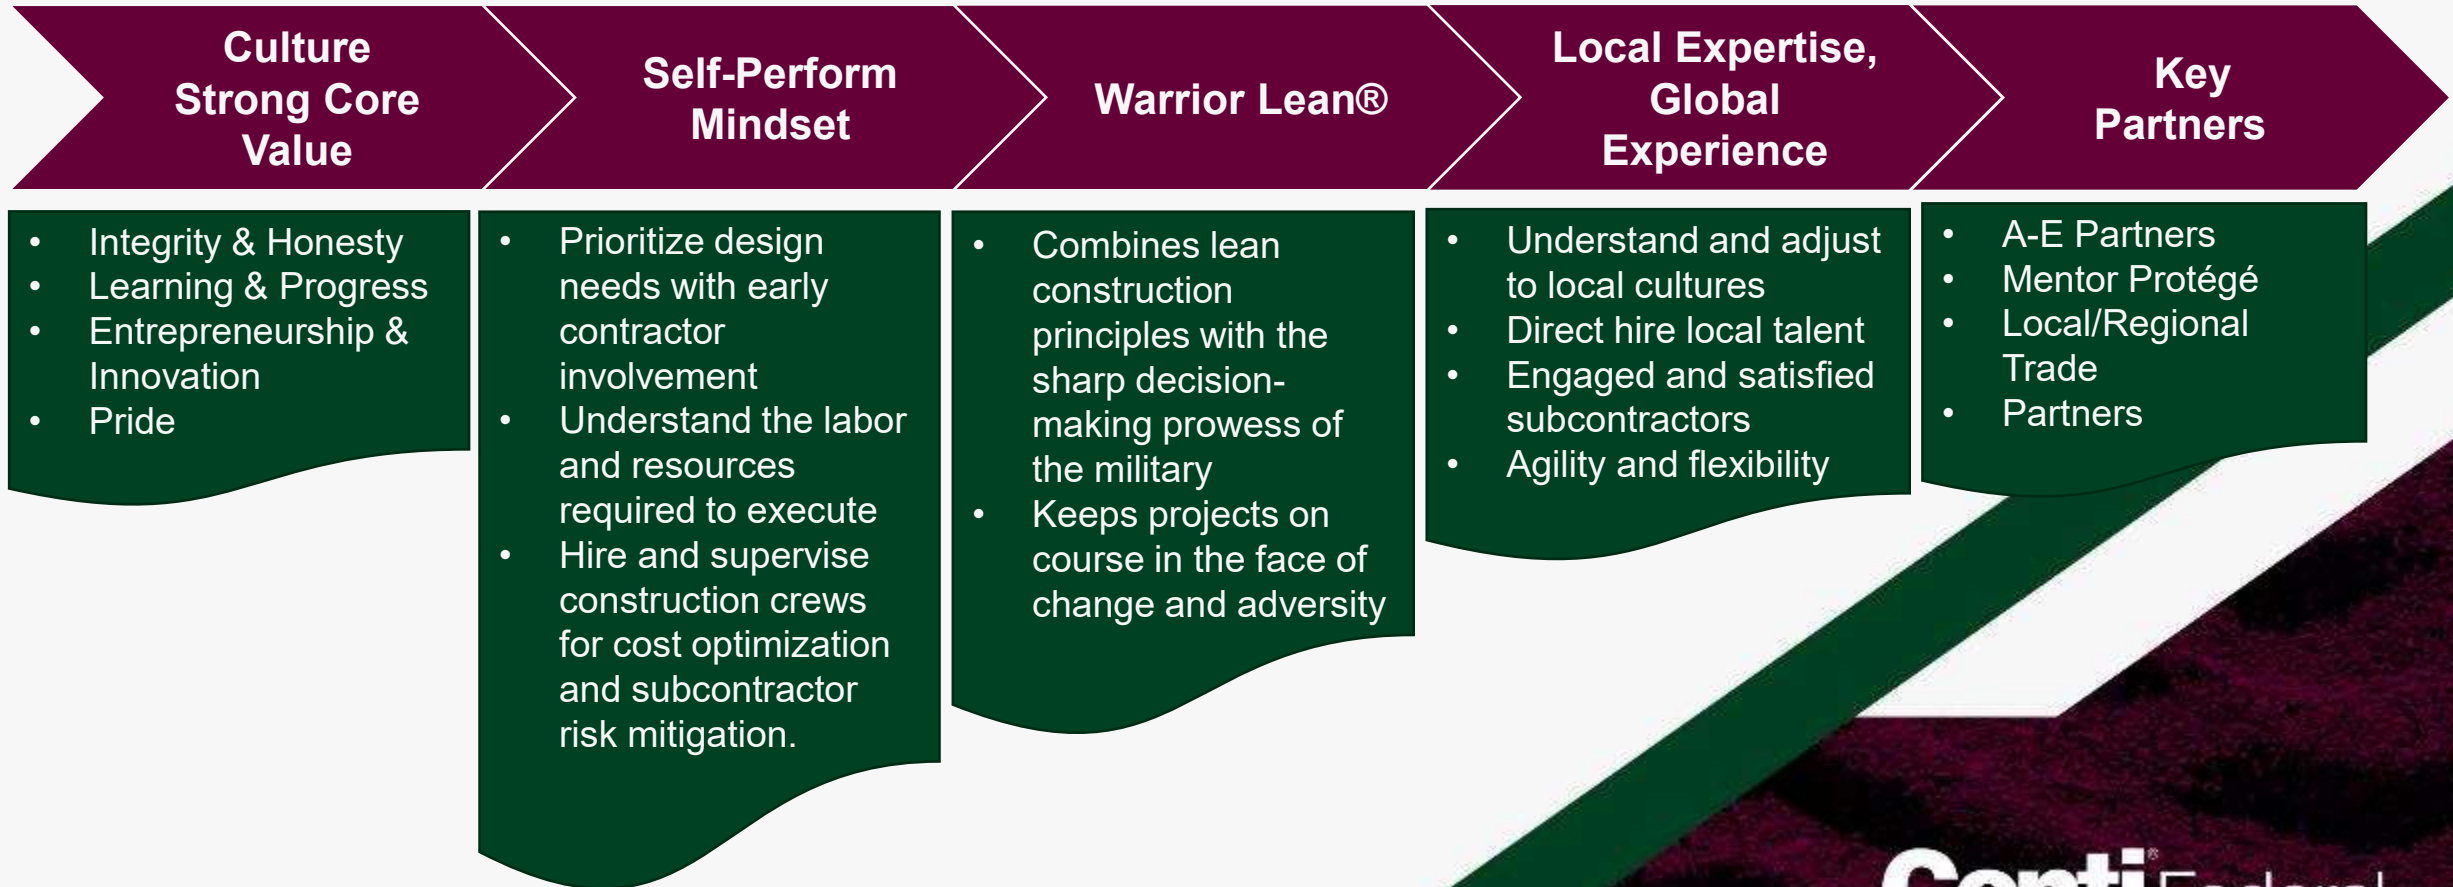 Culture
Strong Core
Value
Self-Perform
Mindset
Warrior Lean®
Local Expertise,
Global
Experience
Key
Partners
• Integrity & Honesty
• Learning & Progress
• Entrepreneurship &
Innovation
• Pride
• Prioritize design
needs with early
contractor
involvement
• Understand the labor
and resources
required to execute
• Hire and supervise
construction crews
for cost optimization
and subcontractor
risk mitigation.
• Combines lean
construction
principles with the
sharp decision-
making prowess of
the military
• Keeps projects on
course in the face of
change and adversity
• Understand and adjust
to local cultures
• Direct hire local talent
• Engaged and satisfied
subcontractors
• Agility and flexibility
• A-E Partners
• Mentor Protégé
• Local/Regional
Trade
• Partners
Conti® Federal